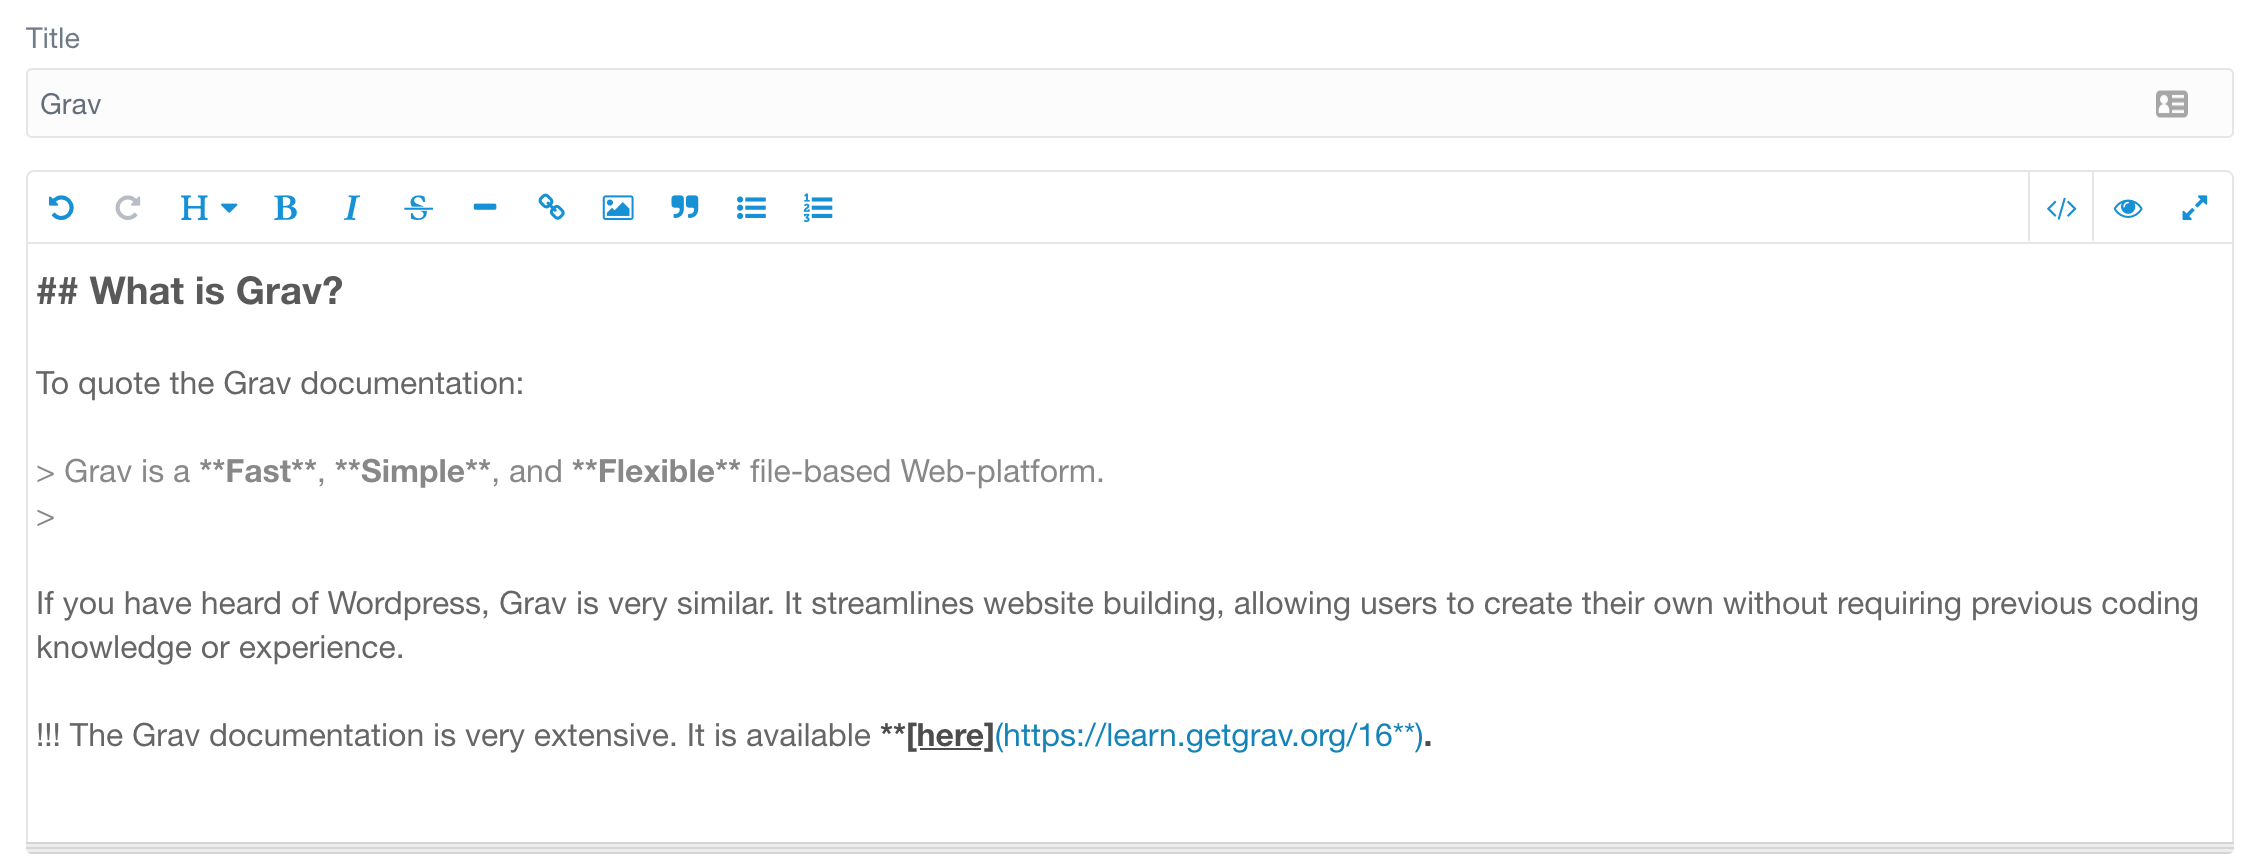 Title
Grav
H B I S
## What is Grav?
To quote the Grav documentation:
> Grav is a **Fast**, **Simple**, and **Flexible** file-based Web-platform.
>
If you have heard of Wordpress, Grav is very similar. It streamlines website building, allowing users to create their own without requiring previous coding
knowledge or experience.
!!! The Grav documentation is very extensive. It is available **[here](https://learn.getgrav.org/16**).